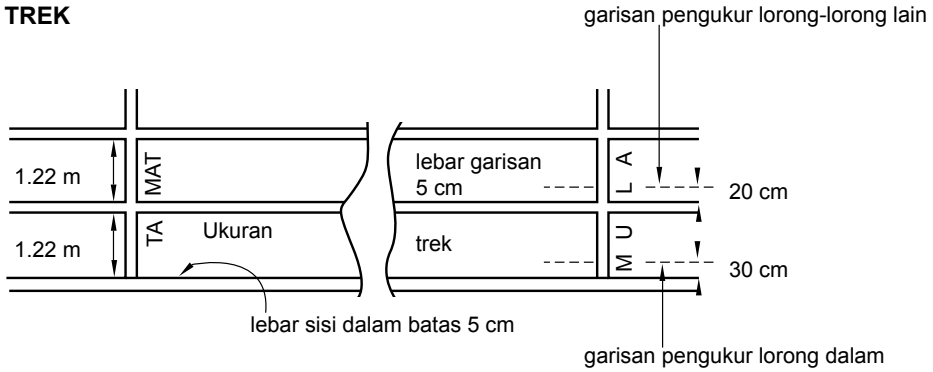 TREK
garisan pengukur lorong-lorong lain
1.22 m
MAT
lebar garisan
5 cm
L A
20 cm
1.22 m
TA
Ukuran
trek
M U
30 cm
lebar sisi dalam batas 5 cm
garisan pengukur lorong dalam